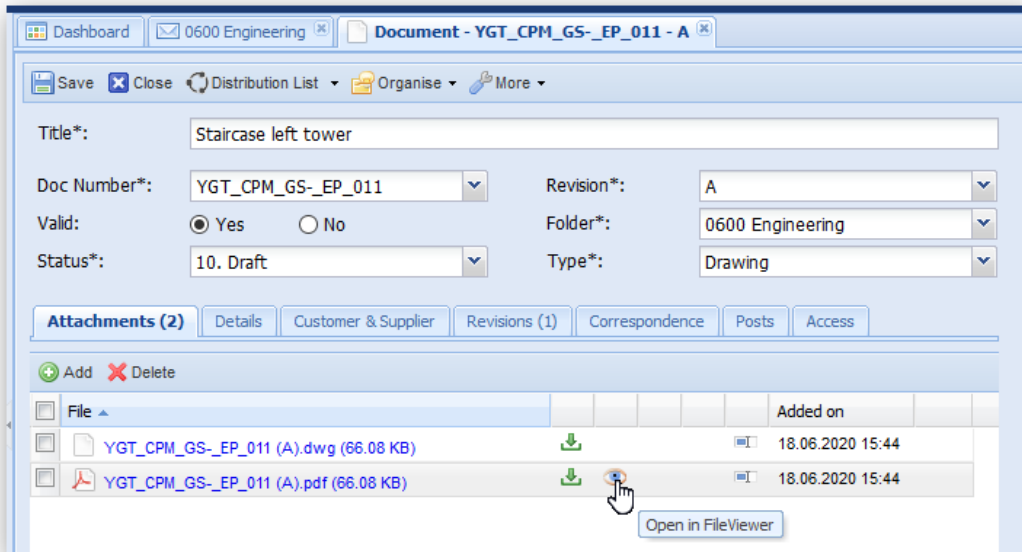 Dashboard 0600 Engineering Document - YGT_CPM_GS-_EP_011 - A
Save Close Distribution List Organise More
Title*: Staircase left tower
Doc Number*: YGT_CPM_GS-_EP_011 Revision*: A
Valid: Yes No Folder*: 0600 Engineering
Status*: 10. Draft Type*: Drawing
Attachments (2) Details Customer & Supplier Revisions (1) Correspondence Posts Access
Add Delete
File Added on
YGT_CPM_GS-_EP_011 (A).dwg (66.08 KB) 18.06.2020 15:44
YGT_CPM_GS-_EP_011 (A).pdf (66.08 KB) 18.06.2020 15:44
Open in FileViewer